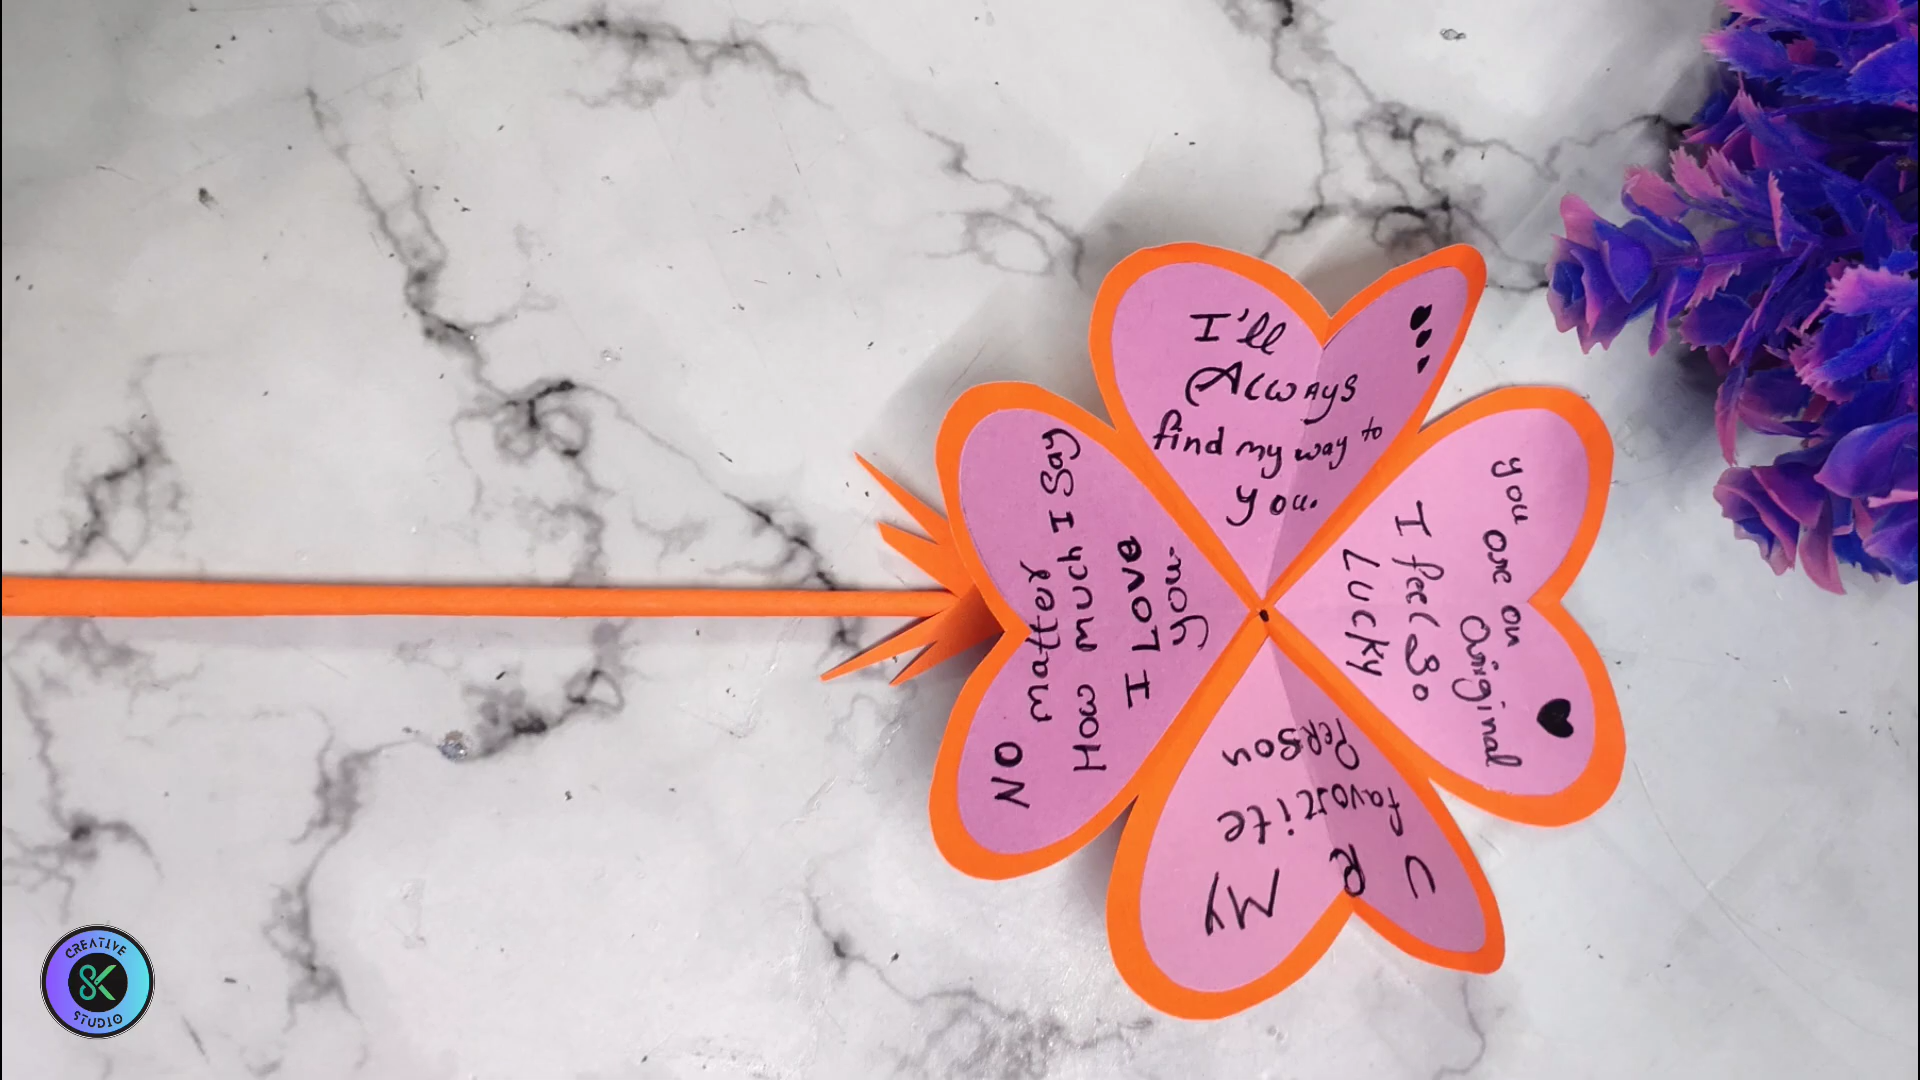 I'll
Always
find my way to
you.
you are an Original
I feel So
Lucky
U R My
favorite
PERSON
No matter
How much I Say
I Love
you.
CREATIVE
SK
STUDIO